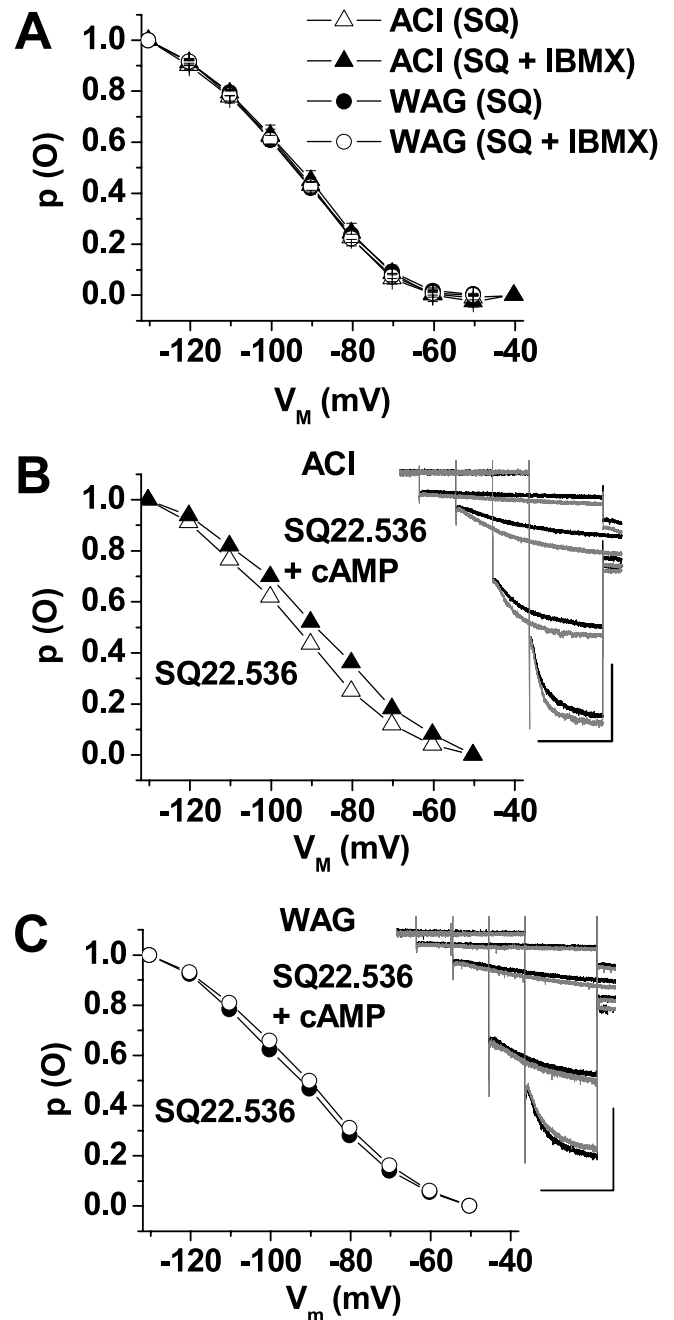 A
ACI (SQ)
ACI (SQ + IBMX)
WAG (SQ)
WAG (SQ + IBMX)
p (O)
1.0
0.8
0.6
0.4
0.2
0.0
-120 -100 -80 -60 -40
VM (mV)
B
ACI
SQ22.536
+ cAMP
SQ22.536
p (O)
1.0
0.8
0.6
0.4
0.2
0.0
-120 -100 -80 -60 -40
VM (mV)
C
WAG
SQ22.536
+ cAMP
SQ22.536
p (O)
1.0
0.8
0.6
0.4
0.2
0.0
-120 -100 -80 -60 -40
Vm (mV)